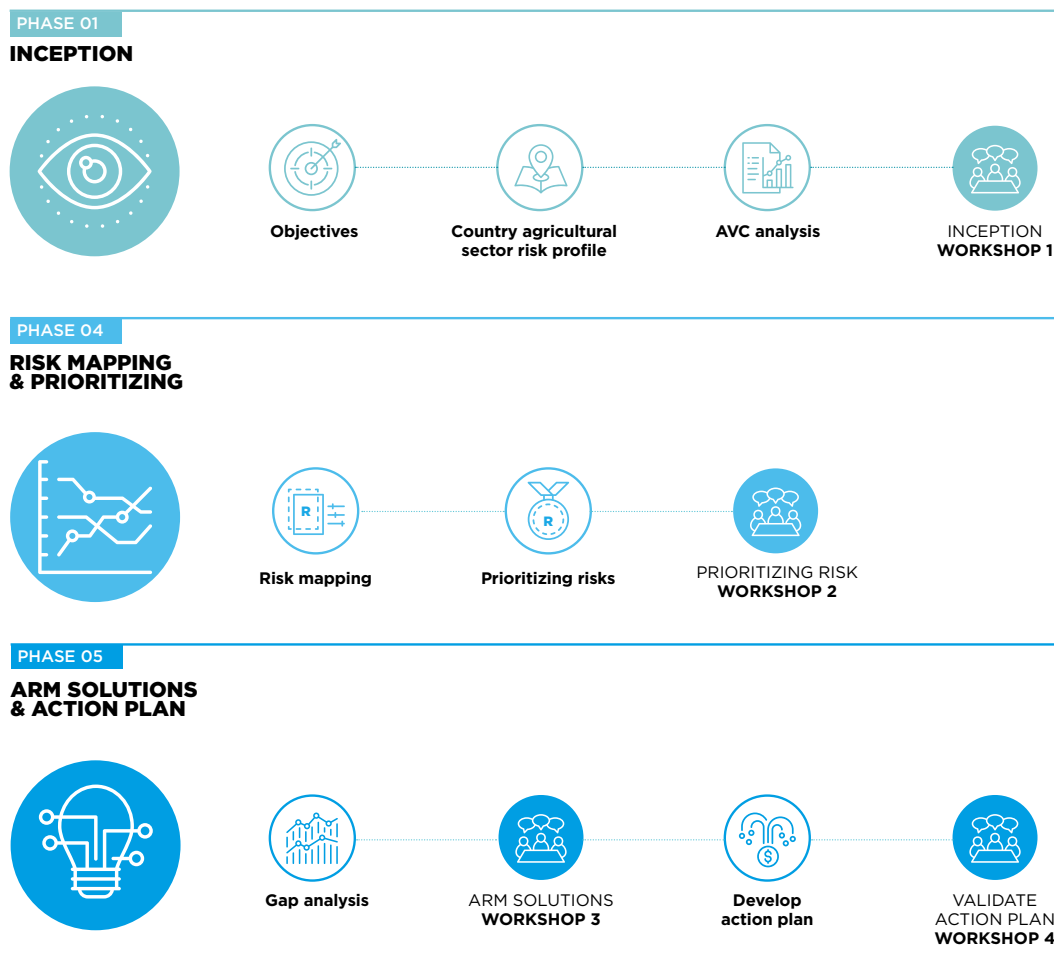 PHASE 01
INCEPTION
Objectives
Country agricultural
sector risk profile
AVC analysis
INCEPTION
WORKSHOP 1
PHASE 04
RISK MAPPING
& PRIORITIZING
R
Risk mapping
R
Prioritizing risks
PRIORITIZING RISK
WORKSHOP 2
PHASE 05
ARM SOLUTIONS
& ACTION PLAN
Gap analysis
ARM SOLUTIONS
WORKSHOP 3
$
Develop
action plan
VALIDATE
ACTION PLAN
WORKSHOP 4